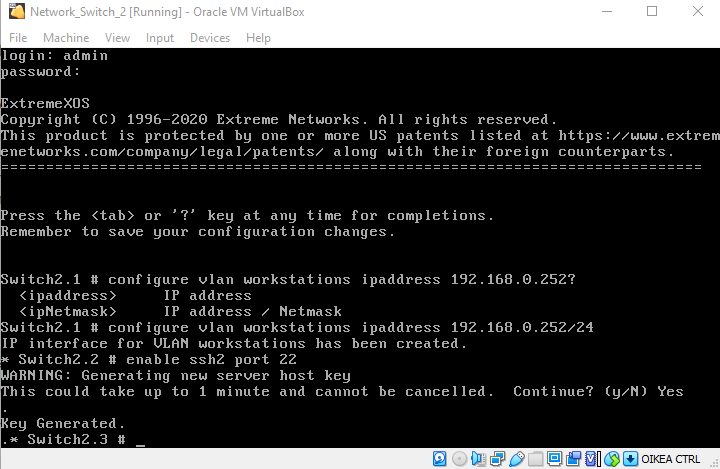 Network_Switch_2 [Running] - Oracle VM VirtualBox
File Machine View Input Devices Help
login: admin
password:
ExtremeXOS
Copyright (C) 1996-2020 Extreme Networks. All rights reserved.
This product is protected by one or more US patents listed at https://www.extrem
enetworks.com/company/legal/patents/ along with their foreign counterparts.
==============================================================================
Press the <tab> or '?' key at any time for completions.
Remember to save your configuration changes.
Switch2.1 # configure vlan workstations ipaddress 192.168.0.252?
  <ipaddress>     IP address
  <ipNetmask>     IP address / Netmask
Switch2.1 # configure vlan workstations ipaddress 192.168.0.252/24
IP interface for VLAN workstations has been created.
* Switch2.2 # enable ssh2 port 22
WARNING: Generating new server host key
This could take up to 1 minute and cannot be cancelled.  Continue? (y/N) Yes
.
Key Generated.
.* Switch2.3 # _
OIKEA CTRL